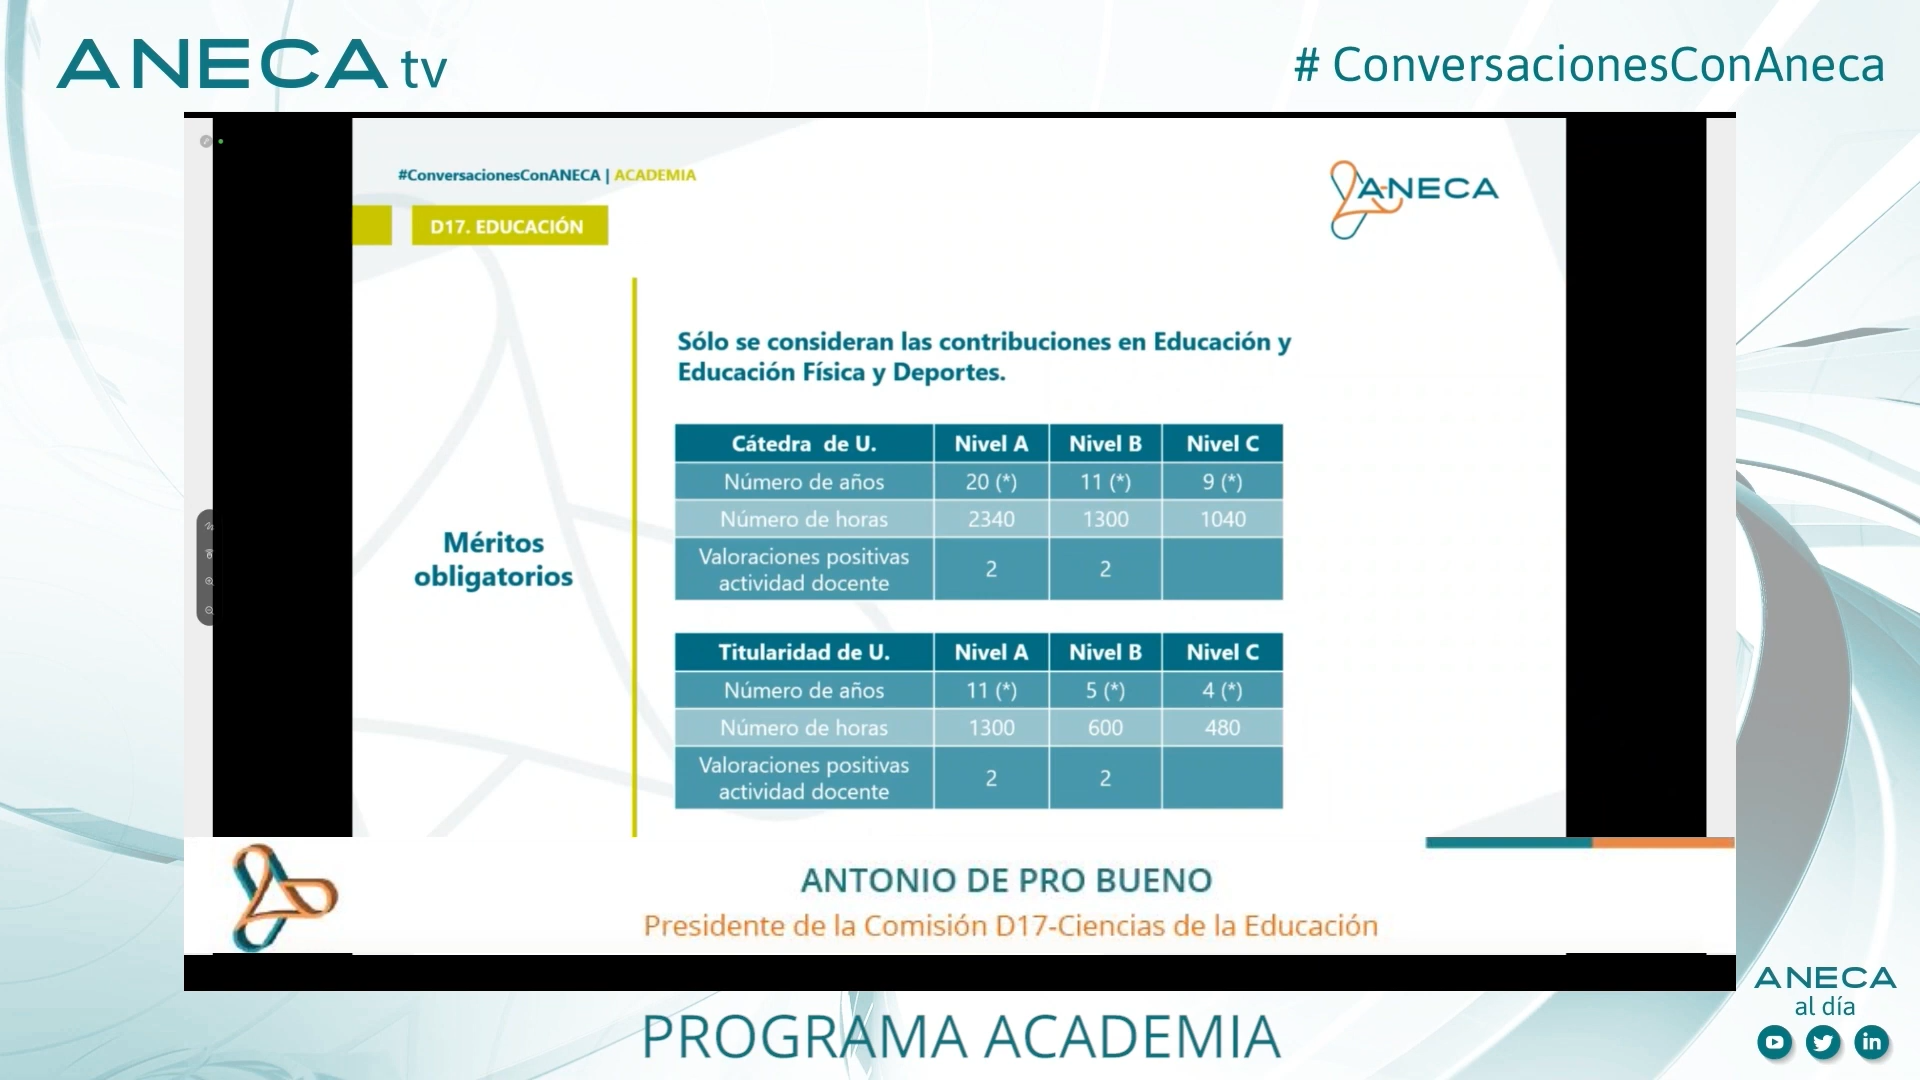 ANECA tv
# ConversacionesConAneca
#ConversacionesConANECA | ACADEMIA
ANECA
D17. EDUCACIÓN
Sólo se consideran las contribuciones en Educación y
Educación Física y Deportes.
Méritos
obligatorios
Cátedra de U. Nivel A Nivel B Nivel C
Número de años 20 (*) 11 (*) 9 (*)
Número de horas 2340 1300 1040
Valoraciones positivas
actividad docente 2 2
Titularidad de U. Nivel A Nivel B Nivel C
Número de años 11 (*) 5 (*) 4 (*)
Número de horas 1300 600 480
Valoraciones positivas
actividad docente 2 2
ANTONIO DE PRO BUENO
Presidente de la Comisión D17-Ciencias de la Educación
PROGRAMA ACADEMIA
ANECA
al día
in